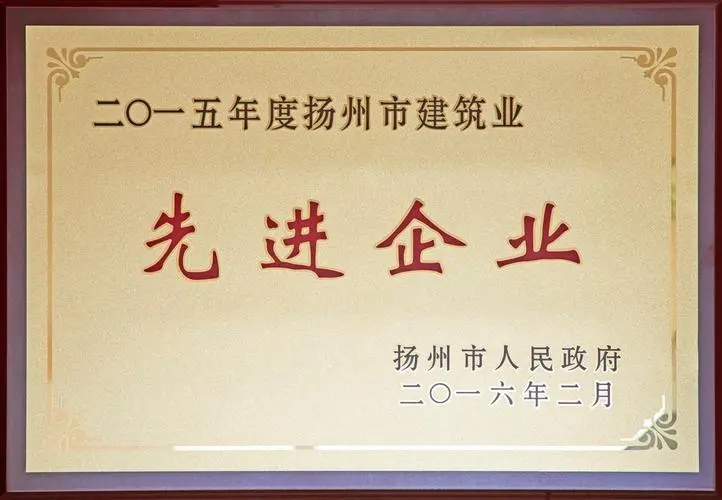 二〇一五年度扬州市建筑业
先进企业
扬州市人民政府
二〇一六年二月